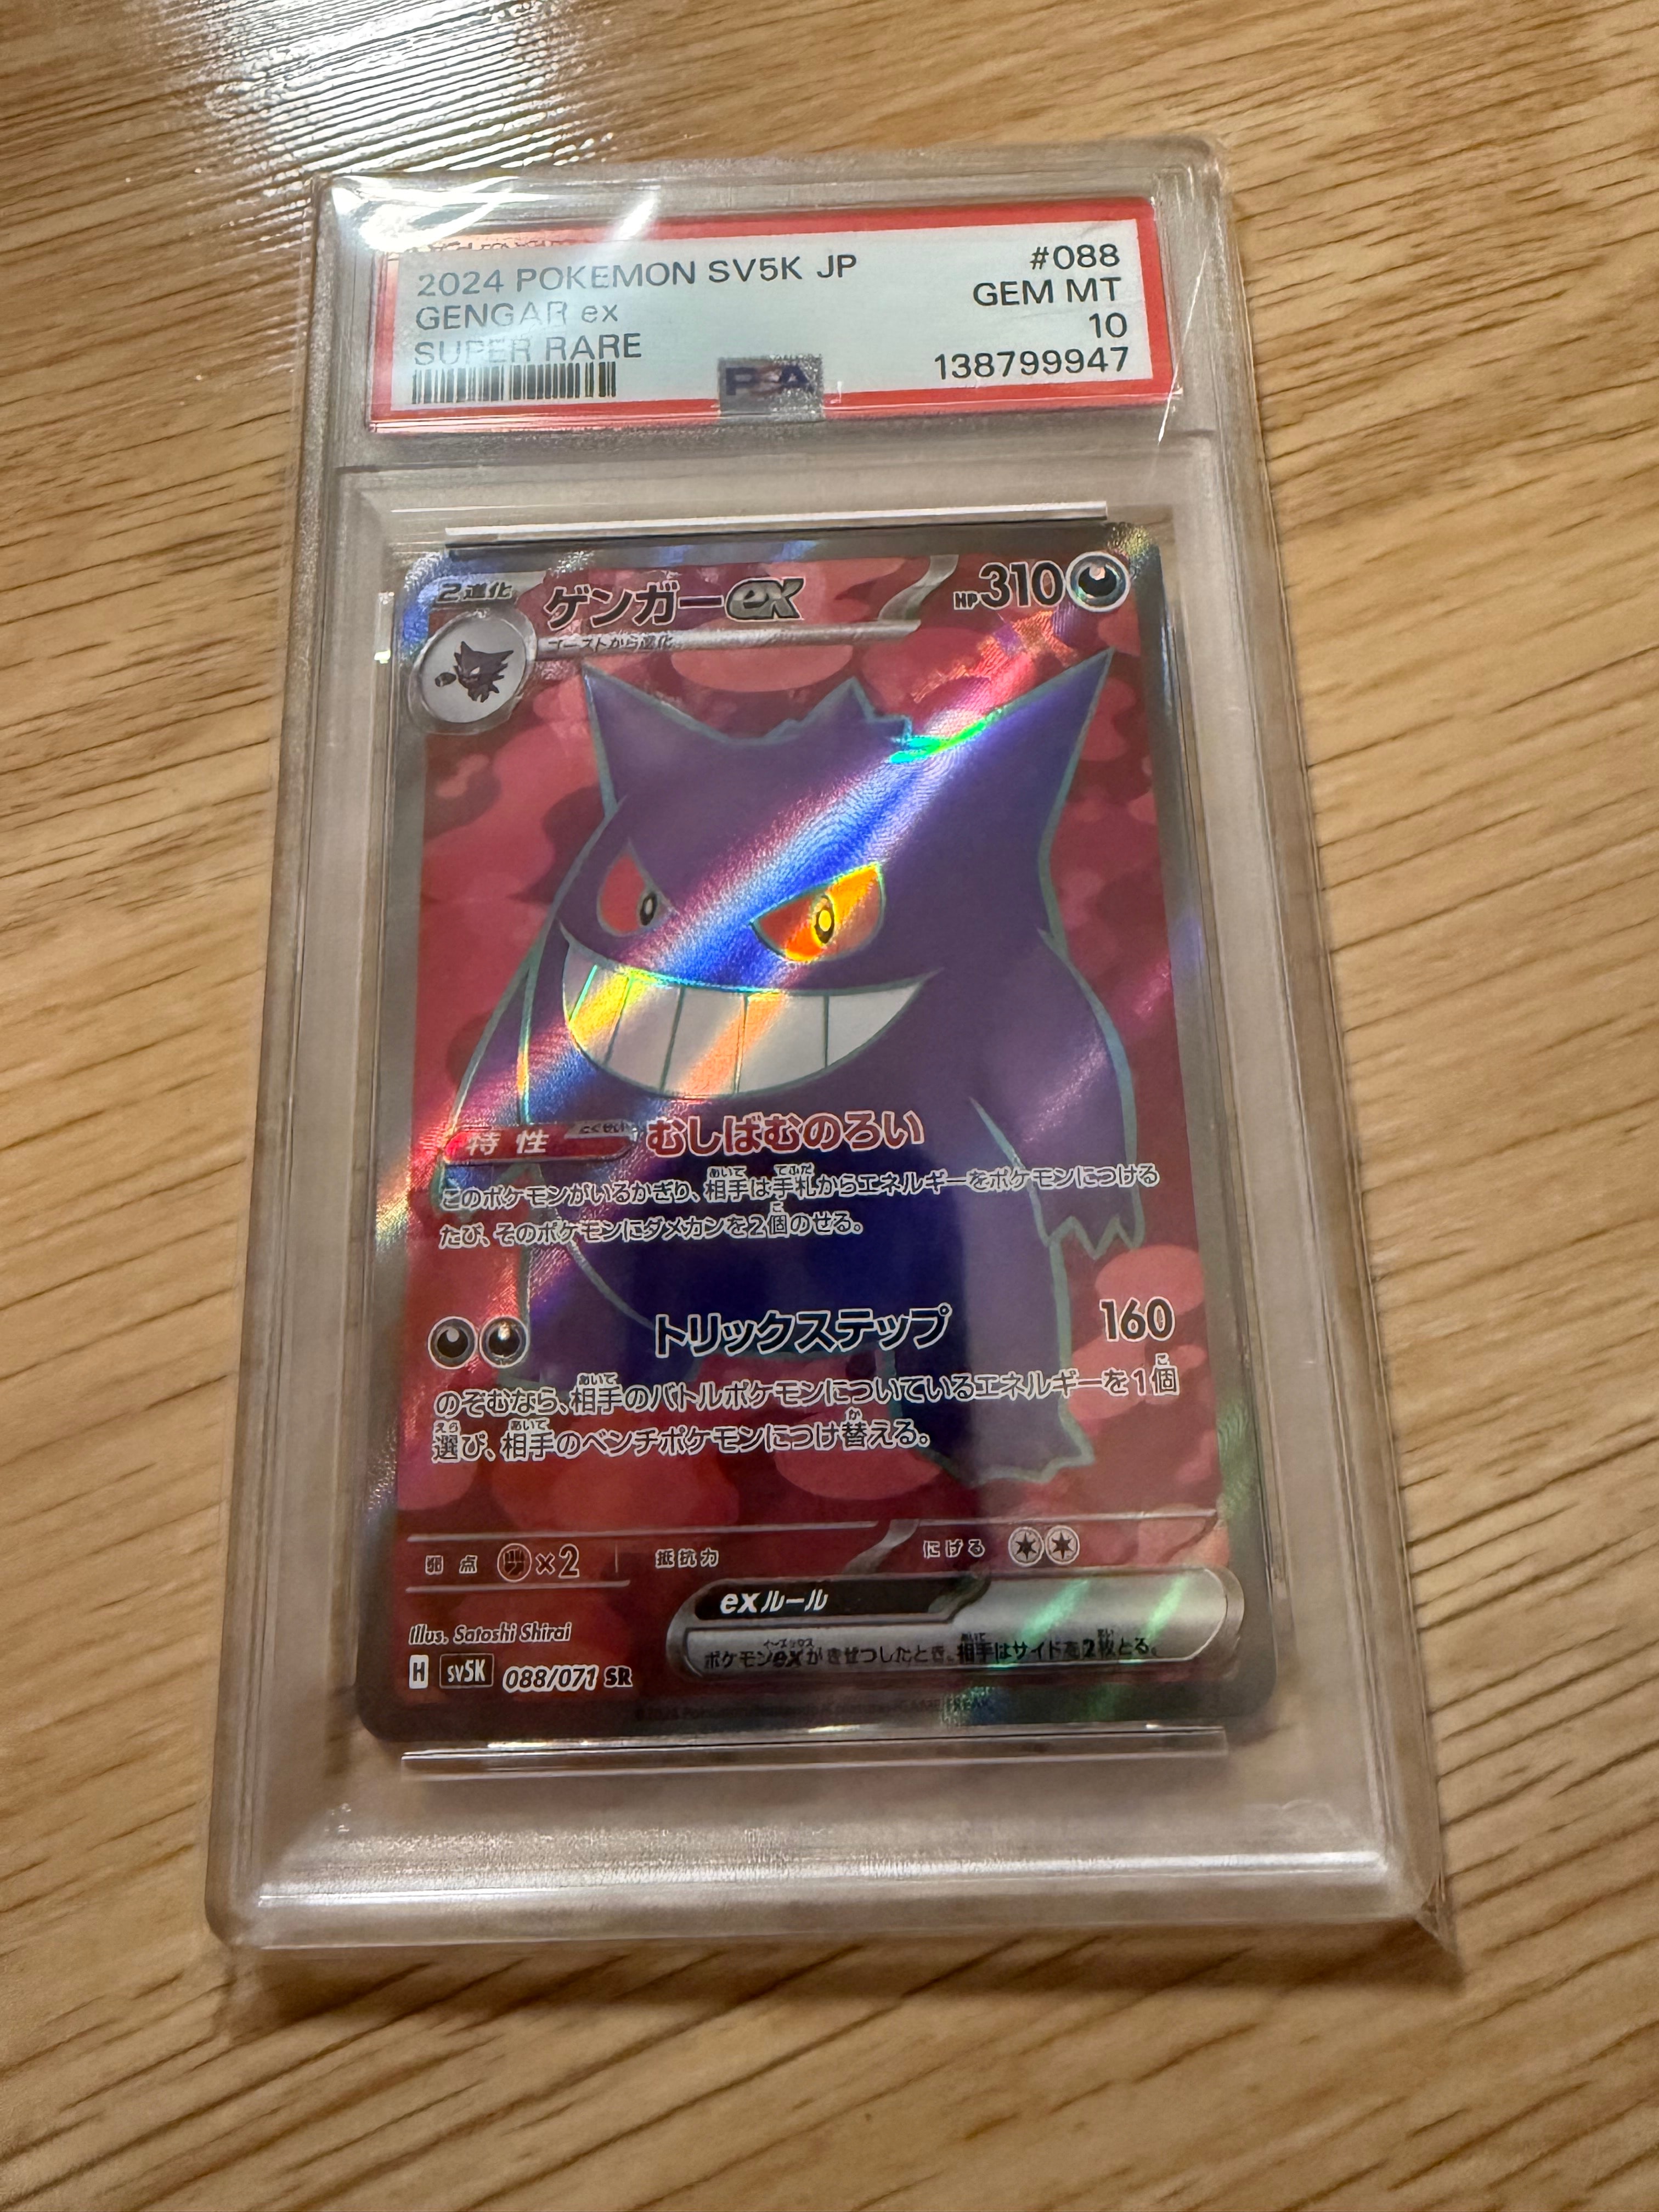 2024 POKEMON SV5K JP #088
GENGAR ex GEM MT
SUPER RARE 10
PSA 138799947
2進化 ゲンガーex HP310
ゴーストから進化
特性 とくせい むしばむのろい
このポケモンがいるかぎり、相手は手札からエネルギーをポケモンにつける
たび、そのポケモンにダメカンを2個のせる。
トリックステップ 160
のぞむなら、相手のバトルポケモンについているエネルギーを1個
選び、相手のベンチポケモンにつけ替える。
弱点 ×2 抵抗力 にげる
exルール
ポケモンexがきぜつしたとき、相手はサイドを2枚とる。
Illus. Satoshi Shirai
H SV5K 088/071 SR